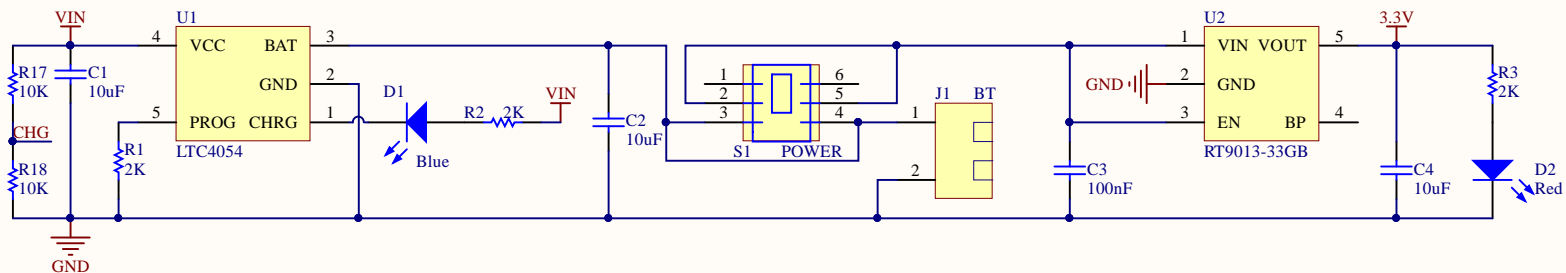 VIN
U1
4 VCC BAT 3
GND 2
5 PROG CHRG 1
LTC4054
R17
10K
C1
10uF
CHG
R18
10K
R1
2K
GND
D1
Blue
R2 2K
VIN
C2
10uF
1 6
2 5
3 4
S1 POWER
J1 BT
1
2
C3
100nF
U2
1 VIN VOUT 5
GND 2 GND
3 EN BP 4
RT9013-33GB
3.3V
C4
10uF
R3
2K
D2
Red